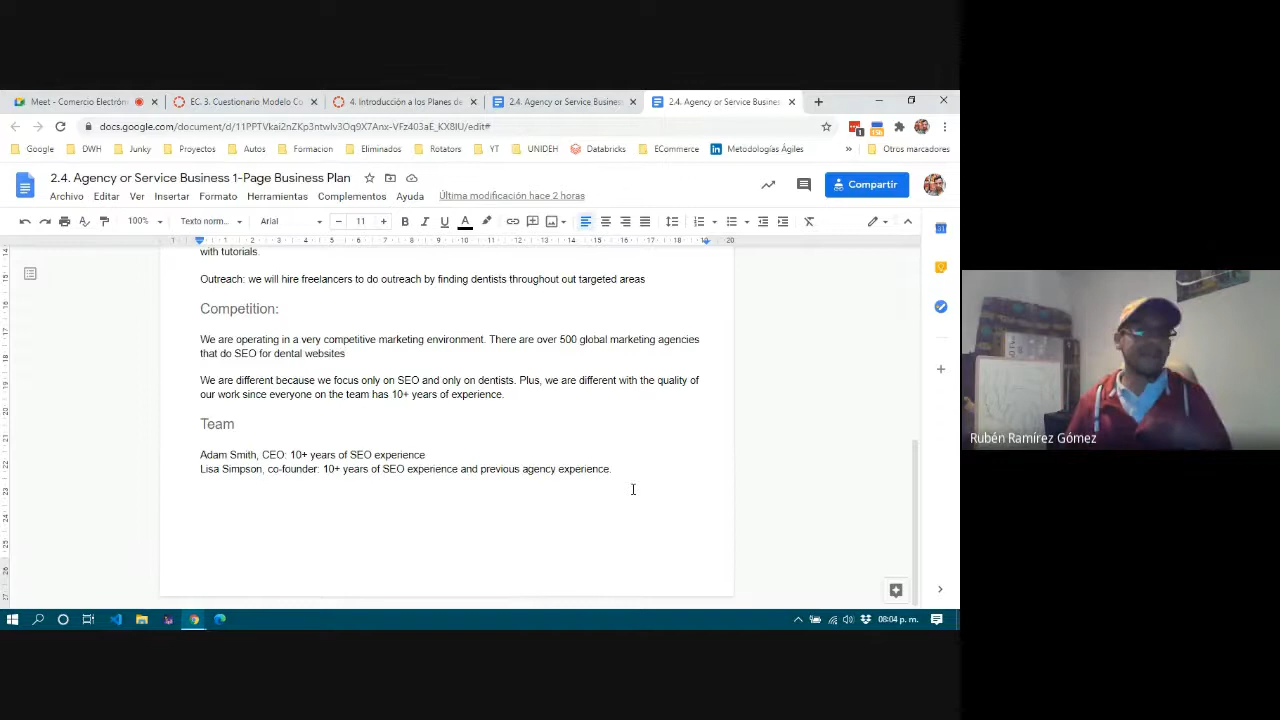 Meet - Comercio Electrón
EC. 3. Cuestionario Modelo Co
4. Introducción a los Planes de
2.4. Agency or Service Business
2.4. Agency or Service Busines
docs.google.com/document/d/11PPTVkai2nZKp3ntwlv3Oq9X7Anx-VFz403aE_KX8IU/edit#
Google
DWH
Junky
Proyectos
Autos
Formacion
Eliminados
Rotators
YT
UNIDEH
Databricks
ECommerce
Metodologías Ágiles
»
Otros marcadores
2.4. Agency or Service Business 1-Page Business Plan
Archivo Editar Ver Insertar Formato Herramientas Complementos Ayuda
Última modificación hace 2 horas
Compartir
100%
Texto norm...
Arial
11
with tutorials.
Outreach: we will hire freelancers to do outreach by finding dentists throughout out targeted areas
Competition:
We are operating in a very competitive marketing environment. There are over 500 global marketing agencies
that do SEO for dental websites
We are different because we focus only on SEO and only on dentists. Plus, we are different with the quality of
our work since everyone on the team has 10+ years of experience.
Team
Adam Smith, CEO: 10+ years of SEO experience
Lisa Simpson, co-founder: 10+ years of SEO experience and previous agency experience.
Rubén Ramírez Gómez
08:04 p. m.